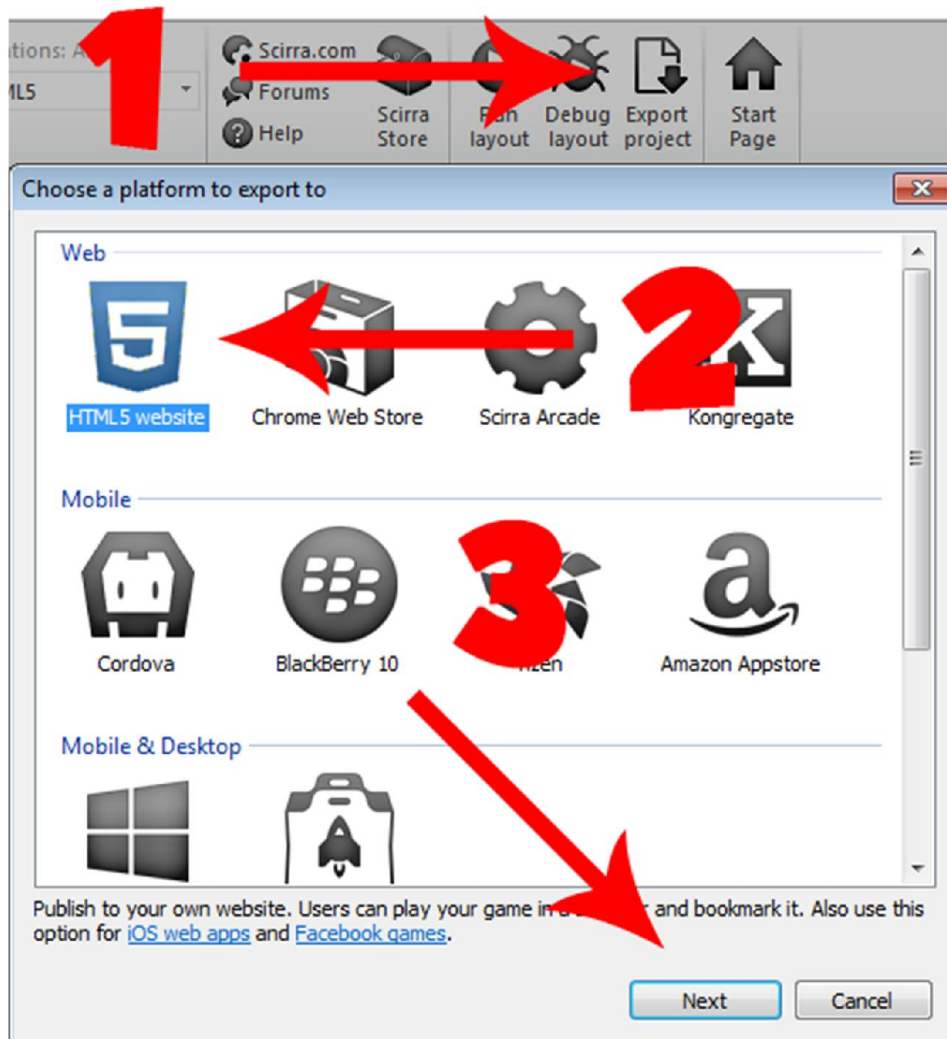 1
ations: A
ML5
Scirra.com
Forums
Help
Scirra
Store
layout
Debug
layout
Export
project
Start
Page
Choose a platform to export to
Web
5
2
K
HTML5 website
Chrome Web Store
Scirra Arcade
Kongregate
Mobile
3
a
Cordova
BlackBerry 10
Amazon Appstore
Mobile & Desktop
Publish to your own website. Users can play your game in a and bookmark it. Also use this
option for iOS web apps and Facebook games.
Next
Cancel